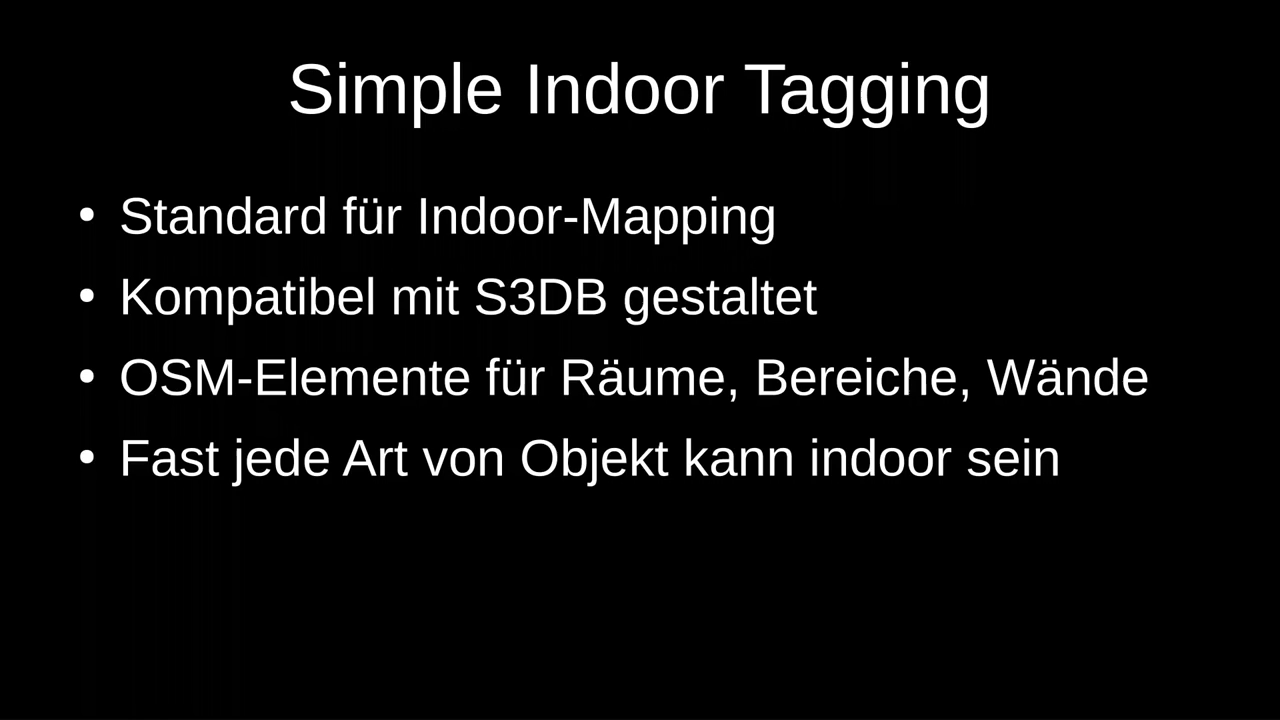 Simple Indoor Tagging
• Standard für Indoor-Mapping
• Kompatibel mit S3DB gestaltet
• OSM-Elemente für Räume, Bereiche, Wände
• Fast jede Art von Objekt kann indoor sein